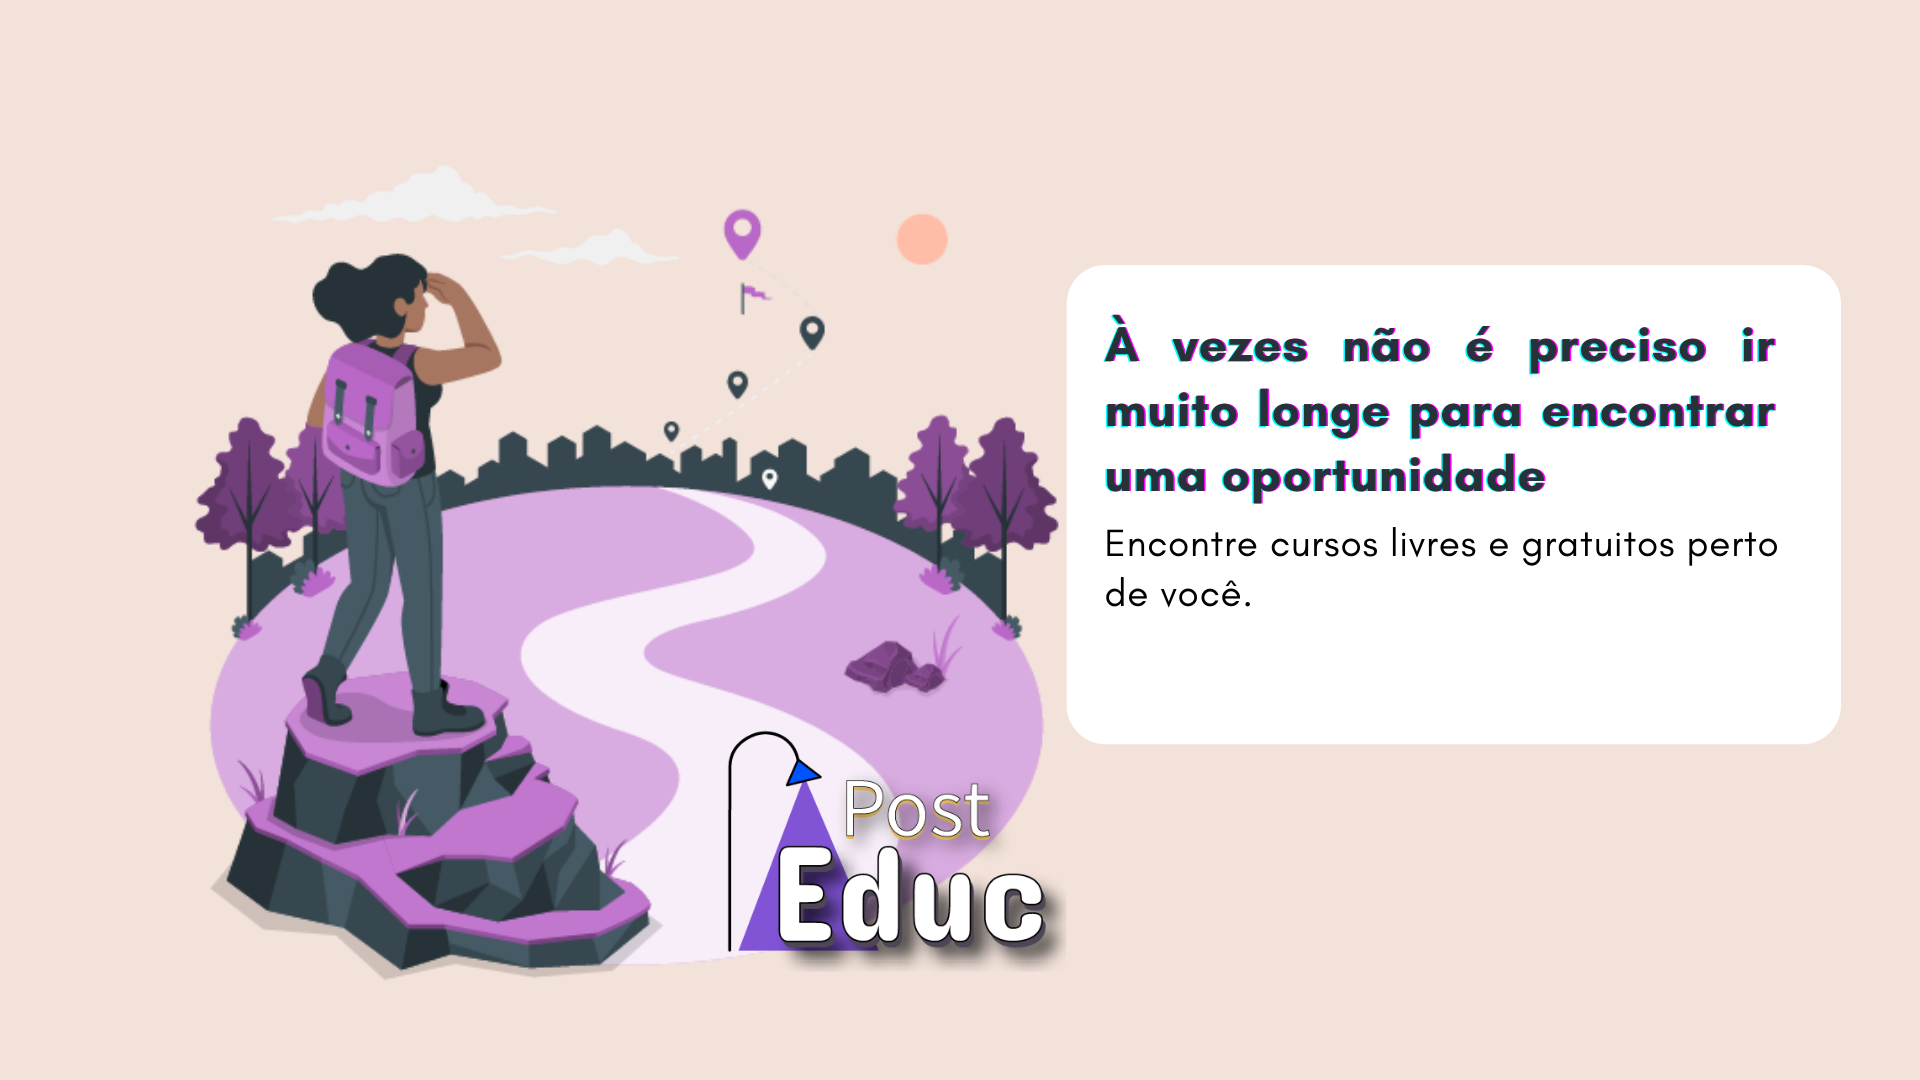 À vezes não é preciso ir
muito longe para encontrar
uma oportunidade
Encontre cursos livres e gratuitos perto
de você.
Post
Educ